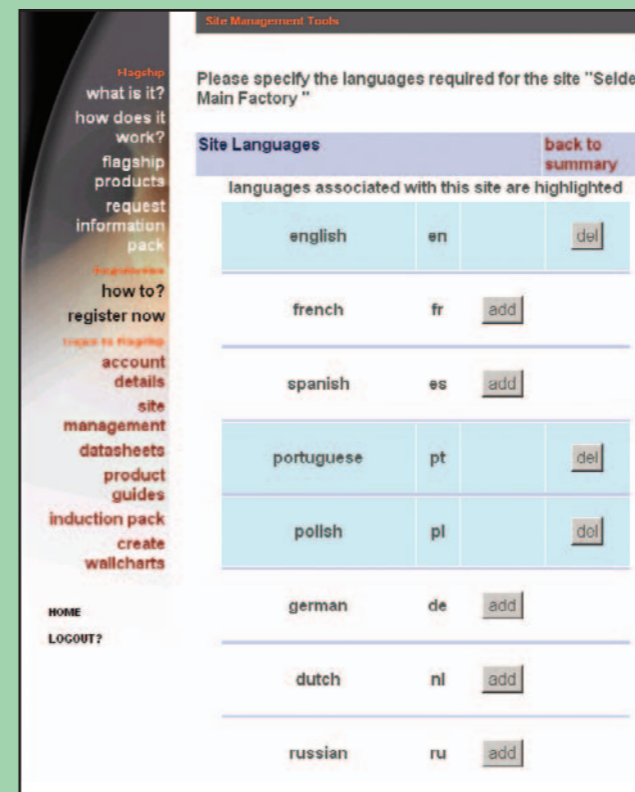 Site Management Tools
Please specify the languages required for the site "Selde
Main Factory "
Site Languages
back to
summary
languages associated with this site are highlighted
english en del
french fr add
spanish es add
portuguese pt del
polish pl del
german de add
dutch nl add
russian ru add
Flagship
what is it?
how does it
work?
flagship
products
request
information
pack
how to?
register now
account
details
site
management
datasheets
product
guides
induction pack
create
wallcharts
HOME
LOGOUT?